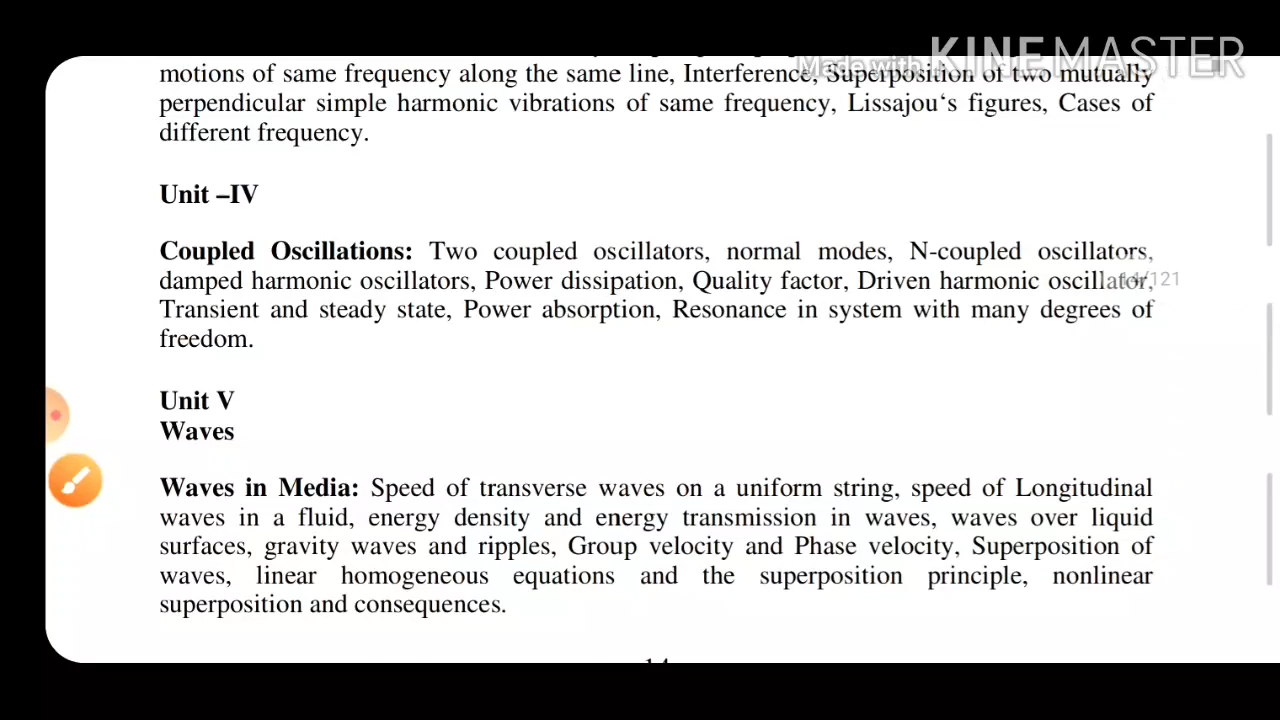 Made with KINEMASTER
motions of same frequency along the same line, Interference, Superposition of two mutually
perpendicular simple harmonic vibrations of same frequency, Lissajou‘s figures, Cases of
different frequency.
Unit –IV
Coupled Oscillations: Two coupled oscillators, normal modes, N-coupled oscillators,
damped harmonic oscillators, Power dissipation, Quality factor, Driven harmonic oscillator,
14/121
Transient and steady state, Power absorption, Resonance in system with many degrees of
freedom.
Unit V
Waves
Waves in Media: Speed of transverse waves on a uniform string, speed of Longitudinal
waves in a fluid, energy density and energy transmission in waves, waves over liquid
surfaces, gravity waves and ripples, Group velocity and Phase velocity, Superposition of
waves, linear homogeneous equations and the superposition principle, nonlinear
superposition and consequences.
14